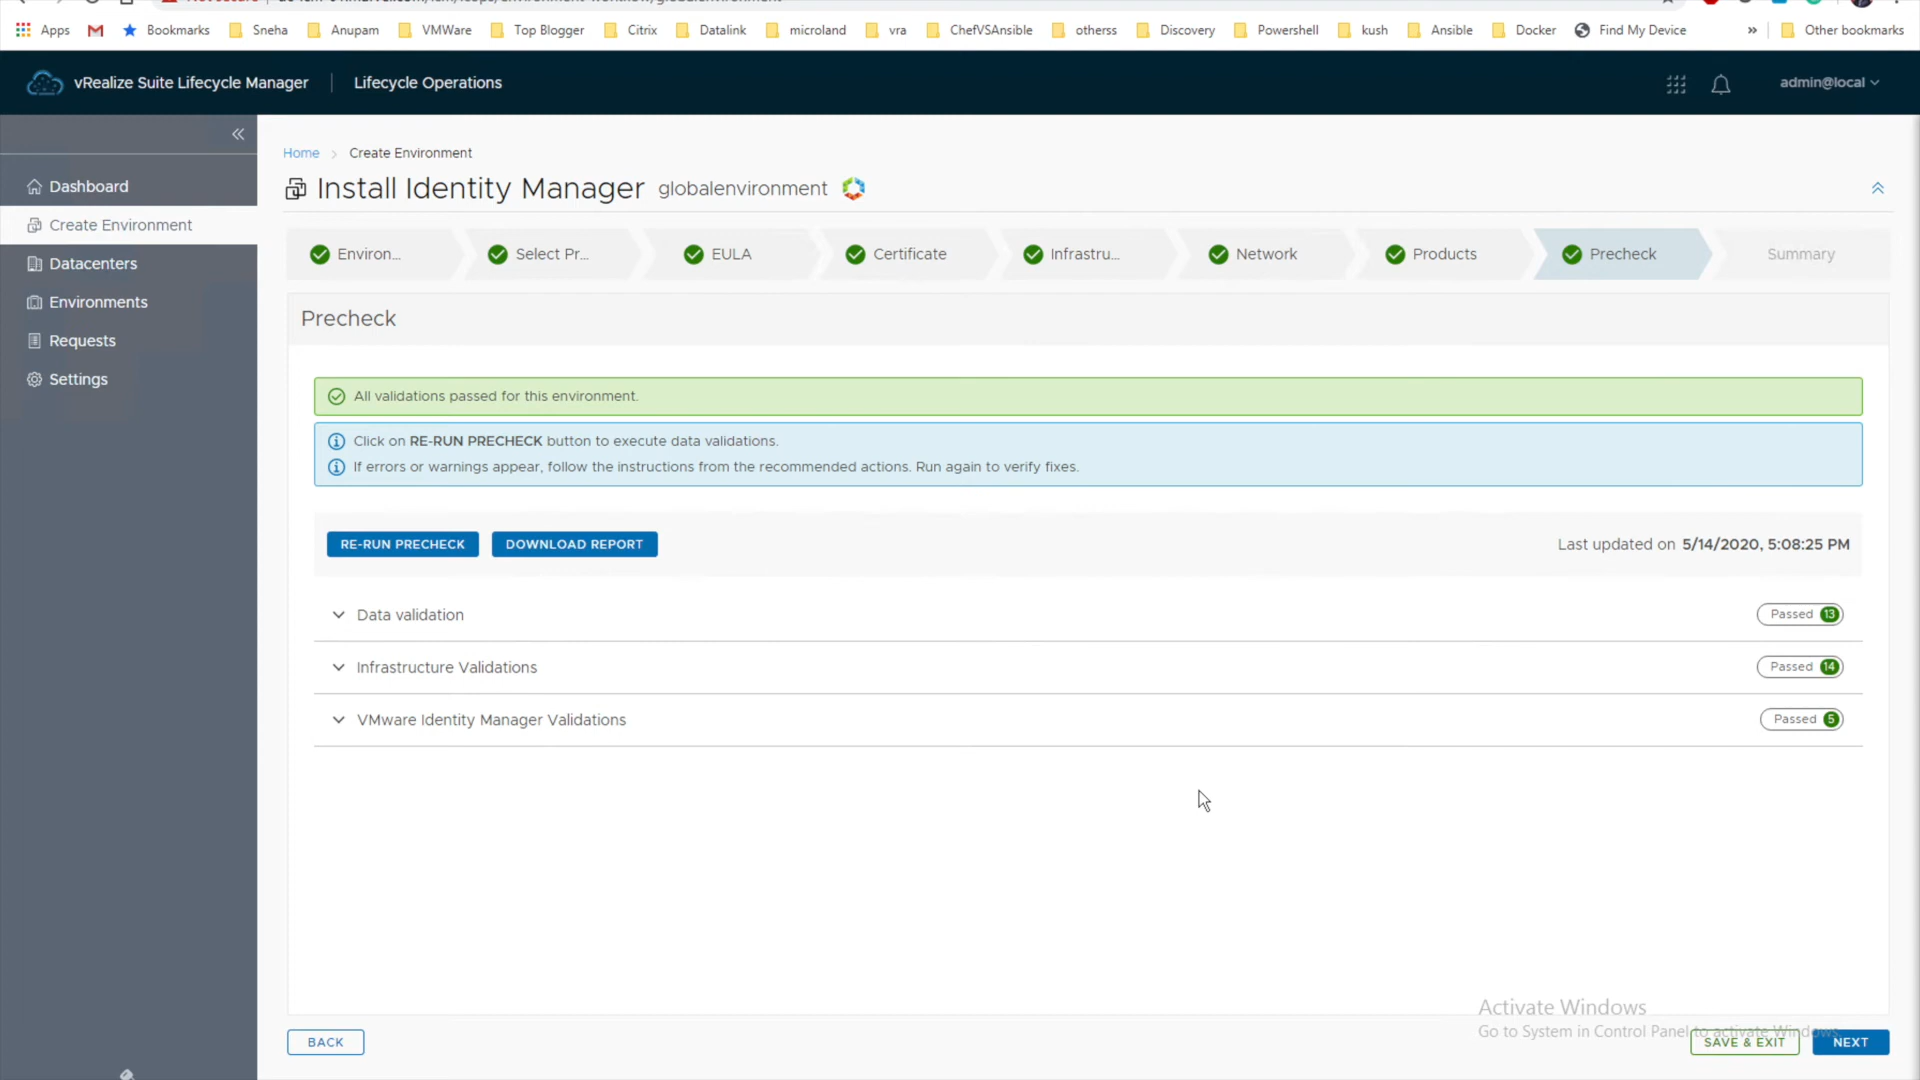 Apps Bookmarks Sneha Anupam VMWare Top Blogger Citrix Datalink microland vra ChefVSAnsible otherss Discovery Powershell kush Ansible Docker Find My Device » Other bookmarks
vRealize Suite Lifecycle Manager Lifecycle Operations admin@local
Dashboard
Create Environment
Datacenters
Environments
Requests
Settings
Home > Create Environment
Install Identity Manager globalenvironment
Environ... Select Pr... EULA Certificate Infrastru... Network Products Precheck Summary
Precheck
All validations passed for this environment.
Click on RE-RUN PRECHECK button to execute data validations.
If errors or warnings appear, follow the instructions from the recommended actions. Run again to verify fixes.
RE-RUN PRECHECK DOWNLOAD REPORT Last updated on 5/14/2020, 5:08:25 PM
Data validation Passed 13
Infrastructure Validations Passed 14
VMware Identity Manager Validations Passed 5
Activate Windows
Go to System in Control Panel to activate Windows.
BACK SAVE & EXIT NEXT